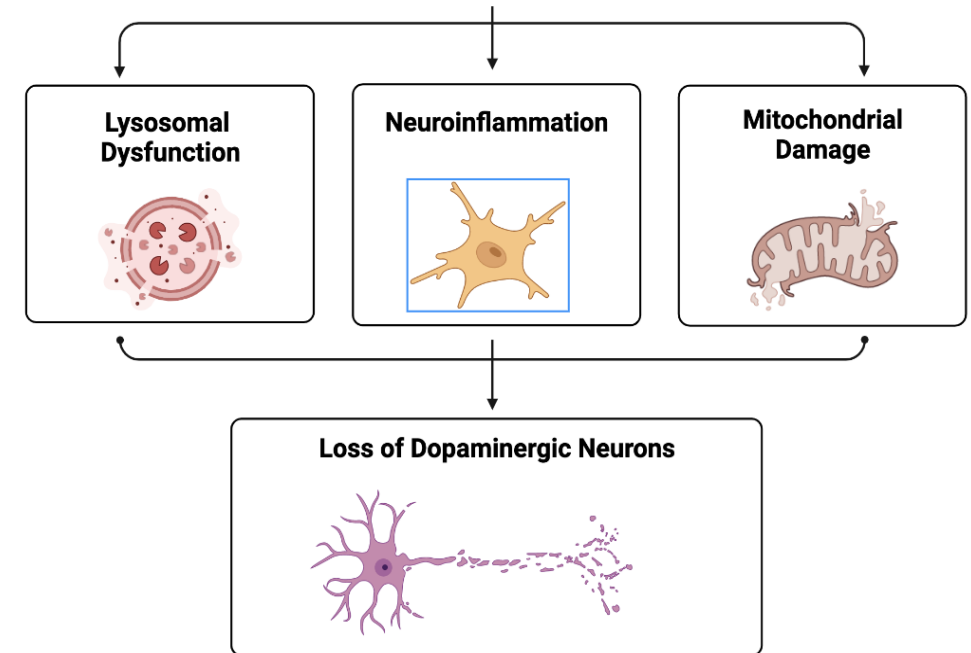 Lysosomal
Dysfunction
Neuroinflammation
Mitochondrial
Damage
Loss of Dopaminergic Neurons